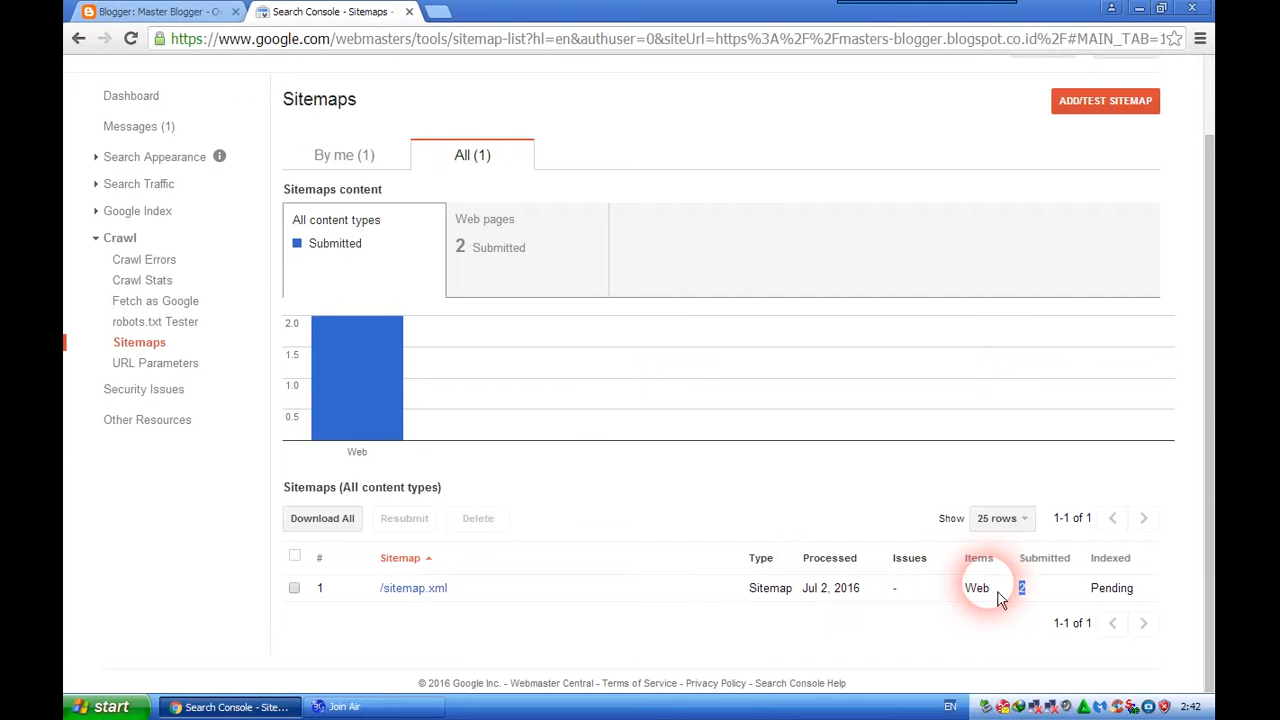 Blogger: Master Blogger - Ov
Search Console - Sitemaps -
https://www.google.com/webmasters/tools/sitemap-list?hl=en&authuser=0&siteUrl=https%3A%2F%2Fmasters-blogger.blogspot.co.id%2F#MAIN_TAB=1
Sitemaps
ADD/TEST SITEMAP
Dashboard
Messages (1)
Search Appearance
Search Traffic
Google Index
Crawl
Crawl Errors
Crawl Stats
Fetch as Google
robots.txt Tester
Sitemaps
URL Parameters
Security Issues
Other Resources
By me (1)
All (1)
Sitemaps content
All content types
Submitted
Web pages
2 Submitted
2.0
1.5
1.0
0.5
Web
Sitemaps (All content types)
Download All Resubmit Delete Show 25 rows 1-1 of 1
# Sitemap Type Processed Issues Items Submitted Indexed
1 /sitemap.xml Sitemap Jul 2, 2016 - Web 2 Pending
1-1 of 1
© 2016 Google Inc. - Webmaster Central - Terms of Service - Privacy Policy - Search Console Help
start Search Console - Site... Join Air EN 2:42